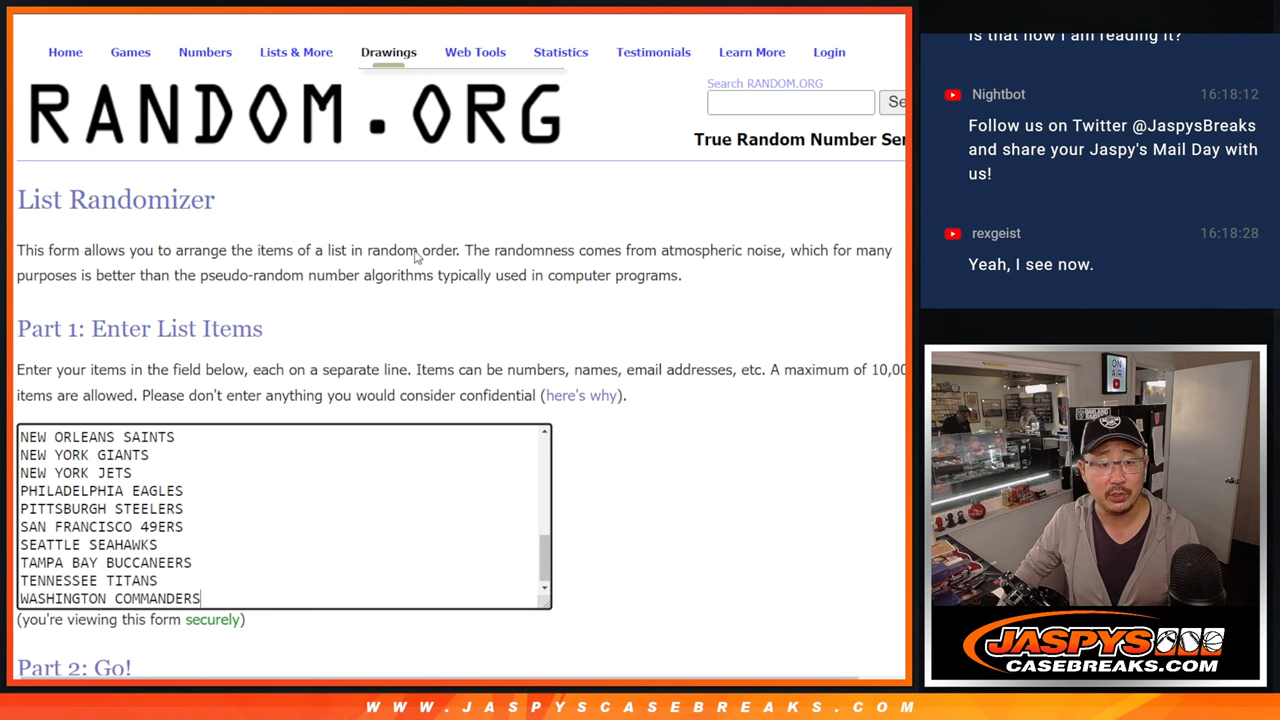 Home Games Numbers Lists & More Drawings Web Tools Statistics Testimonials Learn More Login
RANDOM.ORG
Search RANDOM.ORG
Se
True Random Number Ser
List Randomizer
This form allows you to arrange the items of a list in random order. The randomness comes from atmospheric noise, which for many
purposes is better than the pseudo-random number algorithms typically used in computer programs.
Part 1: Enter List Items
Enter your items in the field below, each on a separate line. Items can be numbers, names, email addresses, etc. A maximum of 10,00
items are allowed. Please don't enter anything you would consider confidential (here's why).
NEW ORLEANS SAINTS
NEW YORK GIANTS
NEW YORK JETS
PHILADELPHIA EAGLES
PITTSBURGH STEELERS
SAN FRANCISCO 49ERS
SEATTLE SEAHAWKS
TAMPA BAY BUCCANEERS
TENNESSEE TITANS
WASHINGTON COMMANDERS
(you're viewing this form securely)
Part 2: Go!
is that how I am reading it?
Nightbot 16:18:12
Follow us on Twitter @JaspysBreaks
and share your Jaspy's Mail Day with
us!
rexgeist 16:18:28
Yeah, I see now.
ON
AIR
JASPYS
CASEBREAKS.COM
WWW.JASPYSCASEBREAKS.COM